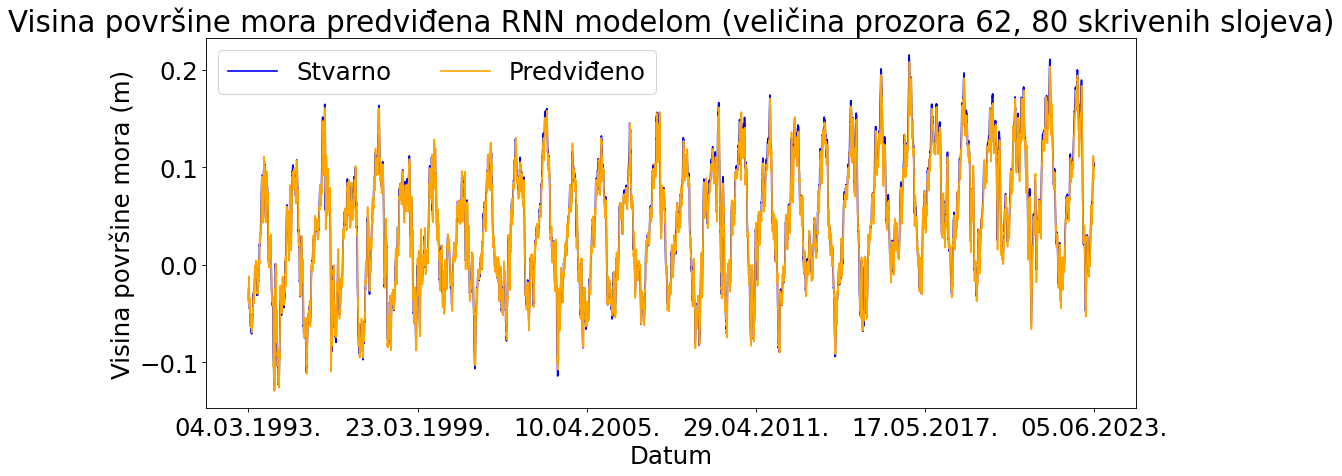 Visina površine mora predviđena RNN modelom (veličina prozora 62, 80 skrivenih slojeva)
Stvarno
Predviđeno
Visina površine mora (m)
0.2
0.1
0.0
−0.1
04.03.1993.
23.03.1999.
10.04.2005.
29.04.2011.
17.05.2017.
05.06.2023.
Datum